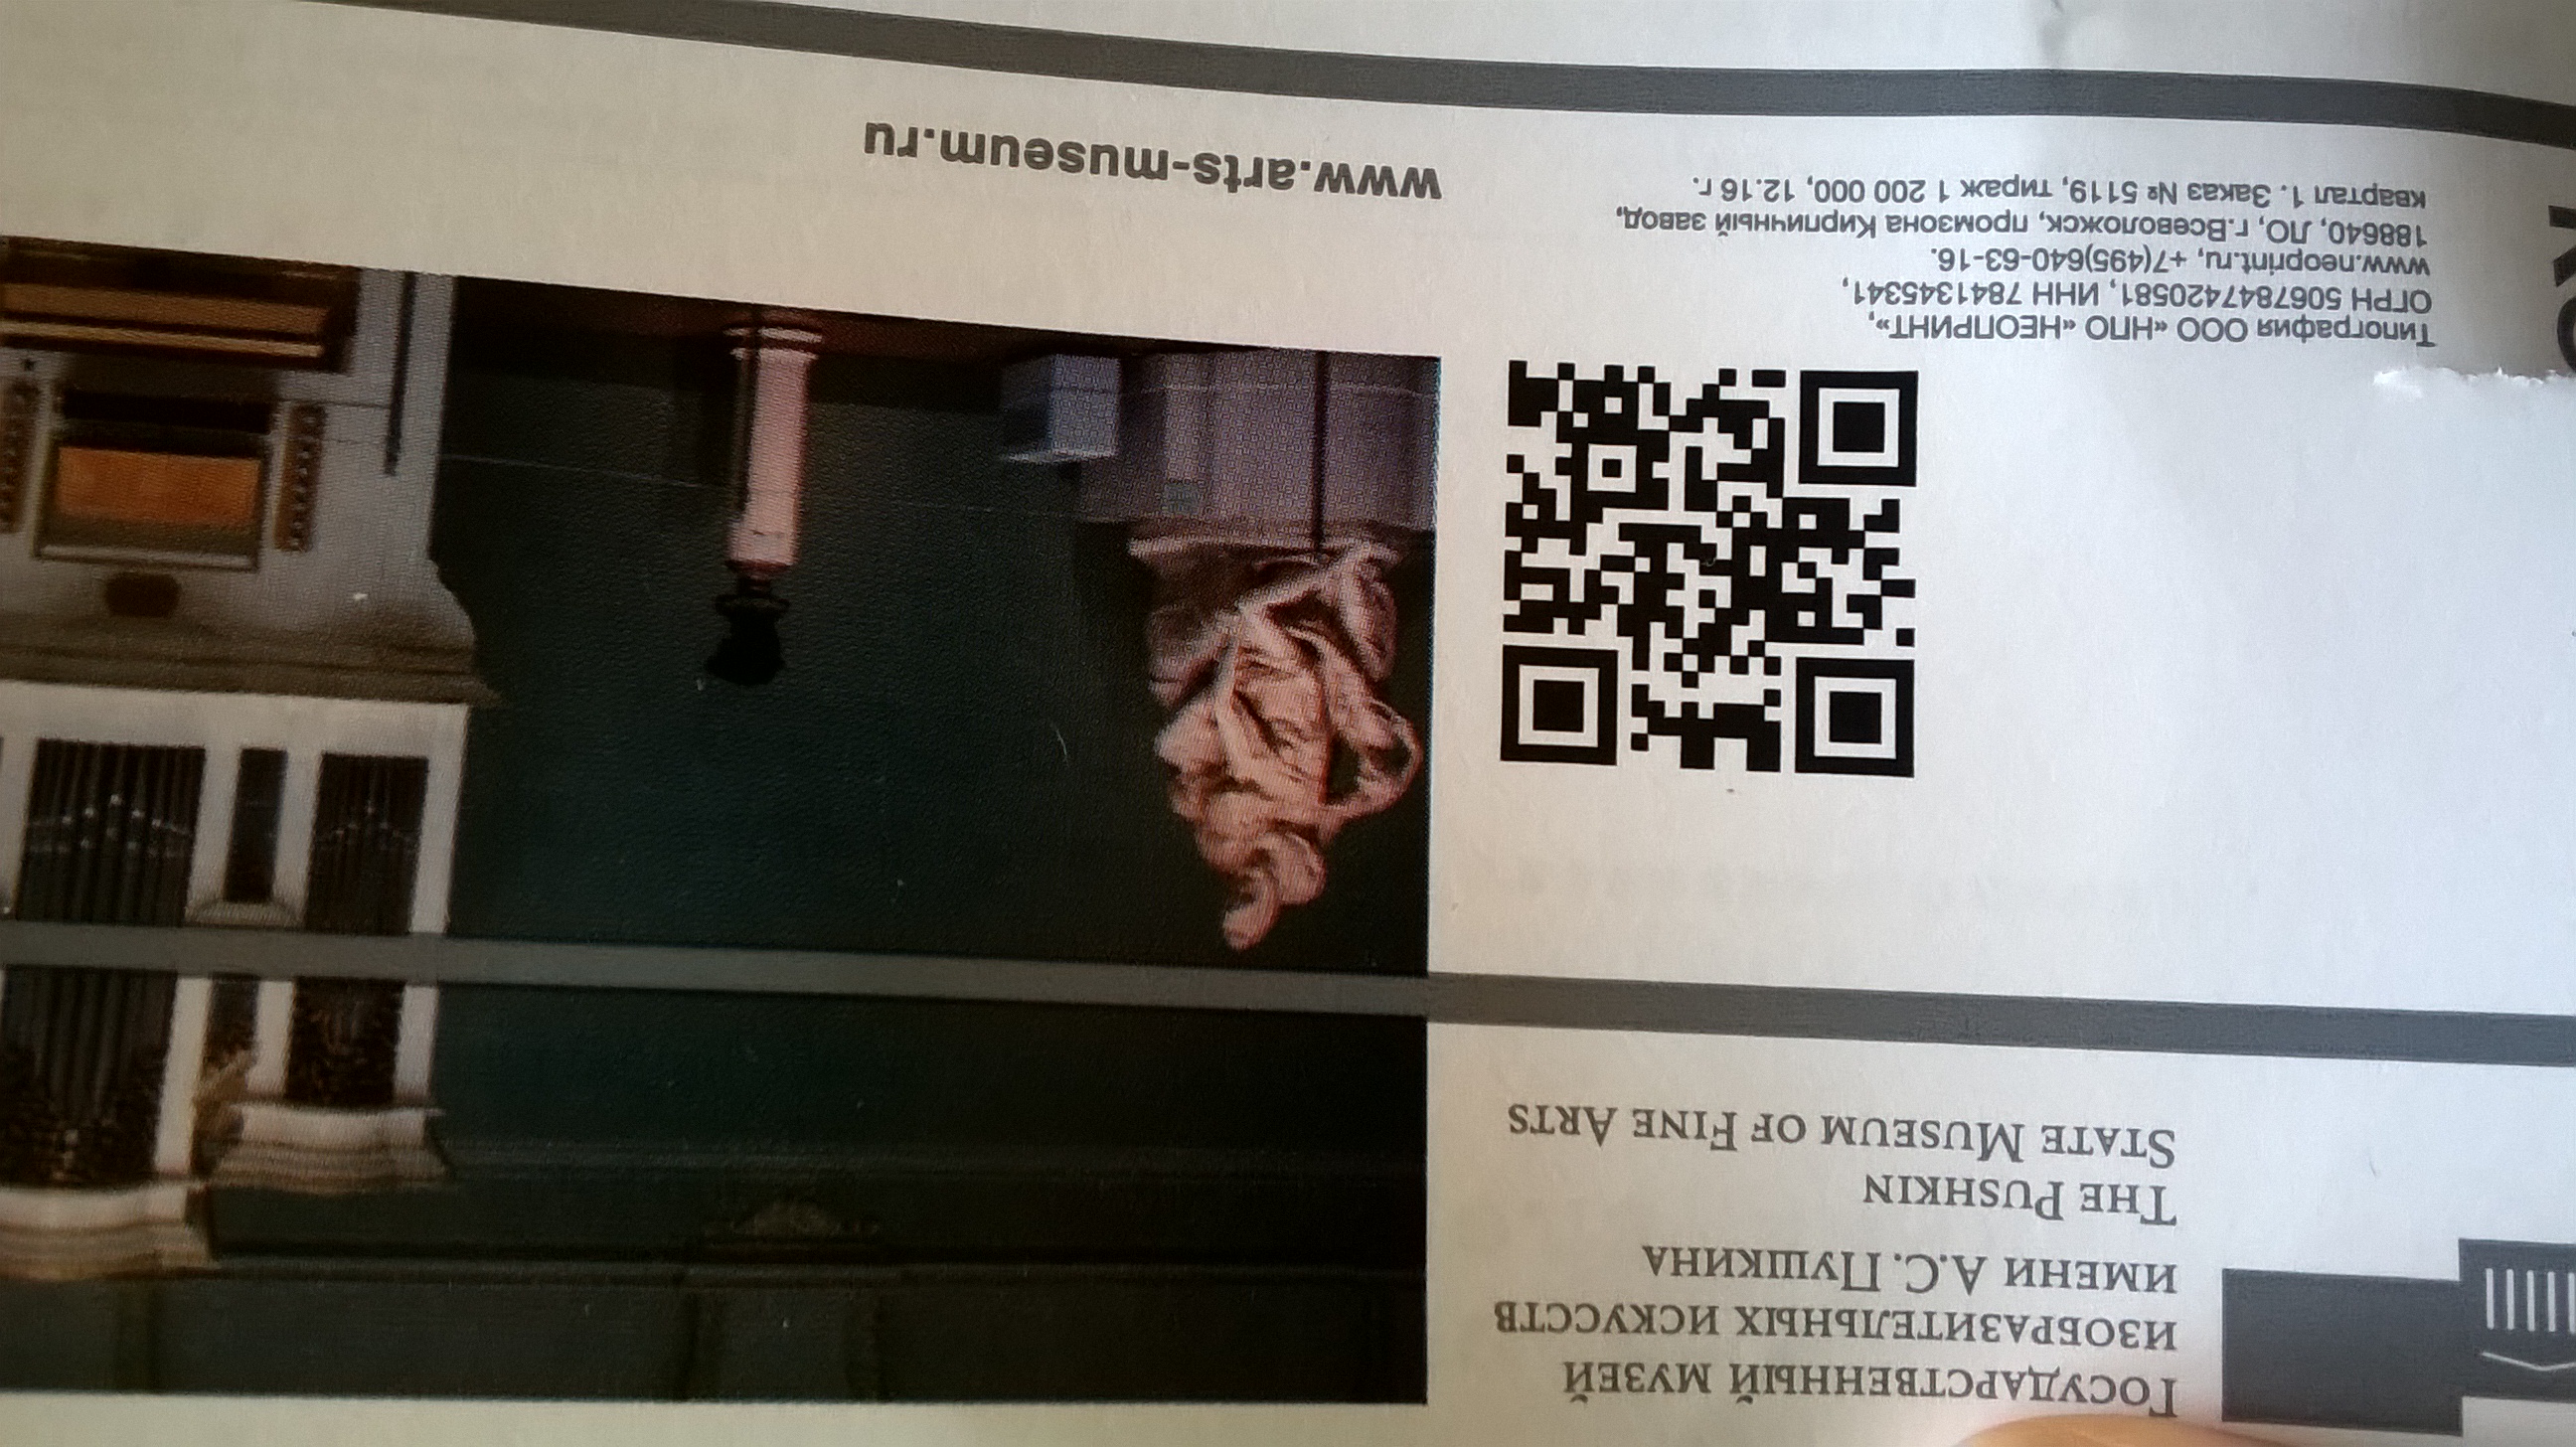 ГОСУДАРСТВЕННЫЙ МУЗЕЙ
ИЗОБРАЗИТЕЛЬНЫХ ИСКУССТВ
ИМЕНИ А.С. ПУШКИНА
THE PUSHKIN
STATE MUSEUM OF FINE ARTS
Типография ООО «НПО «НЕОПРИНТ»,
ОГРН 5067847420581, ИНН 7841345341,
www.neoprint.ru, +7(495)640-63-16.
188640, ЛО, г.Всеволожск, промзона Кирпичный завод,
квартал 1. Заказ № 5119, тираж 1 200 000, 12.16 г.
www.arts-museum.ru